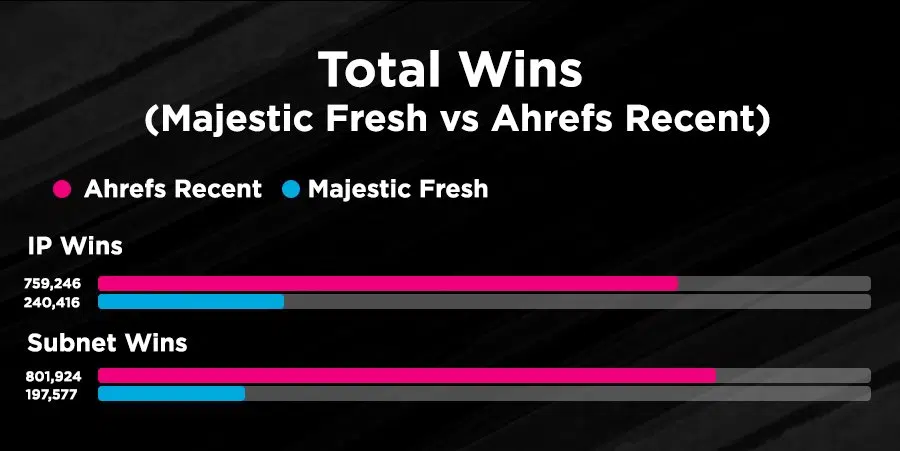 Total Wins
(Majestic Fresh vs Ahrefs Recent)
Ahrefs Recent Majestic Fresh
IP Wins
759,246
240,416
Subnet Wins
801,924
197,577